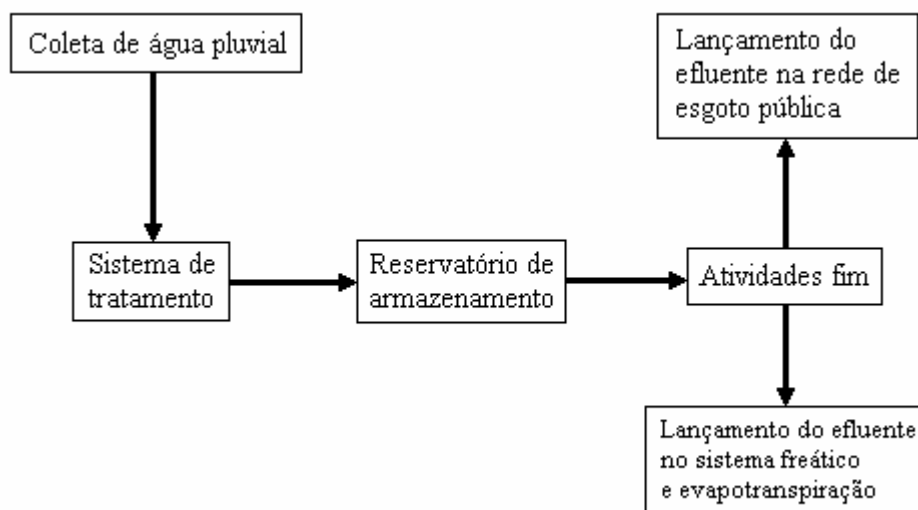 Coleta de água pluvial
Lançamento do
efluente na rede de
esgoto pública
Sistema de
tratamento
Reservatório de
armazenamento
Atividades fim
Lançamento do efluente
no sistema freático
e evapotranspiração